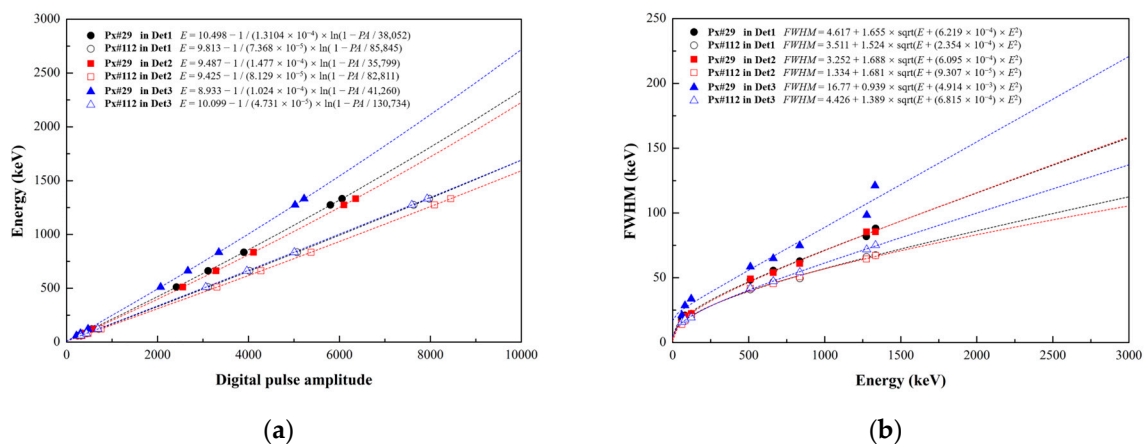 3000
2500
2000
1500
1000
500
0
Energy (keV)
Px#29 in Det1 E = 10.498 − 1 / (1.3104 × 10⁻⁴) × ln(1 − PA / 38,052)
Px#112 in Det1 E = 9.813 − 1 / (7.368 × 10⁻⁵) × ln(1 − PA / 85,845)
Px#29 in Det2 E = 9.487 − 1 / (1.477 × 10⁻⁴) × ln(1 − PA / 35,799)
Px#112 in Det2 E = 9.425 − 1 / (8.129 × 10⁻⁵) × ln(1 − PA / 82,811)
Px#29 in Det3 E = 8.933 − 1 / (1.024 × 10⁻⁴) × ln(1 − PA / 41,260)
Px#112 in Det3 E = 10.099 − 1 / (4.731 × 10⁻⁵) × ln(1 − PA / 130,734)
0 2000 4000 6000 8000 10000
Digital pulse amplitude
(a)
250
200
150
100
50
0
FWHM (keV)
Px#29 in Det1 FWHM = 4.617 + 1.655 × sqrt(E + (6.219 × 10⁻⁴) × E²)
Px#112 in Det1 FWHM = 3.511 + 1.524 × sqrt(E + (2.354 × 10⁻⁴) × E²)
Px#29 in Det2 FWHM = 3.252 + 1.688 × sqrt(E + (6.095 × 10⁻⁴) × E²)
Px#112 in Det2 FWHM = 1.334 + 1.681 × sqrt(E + (9.307 × 10⁻⁵) × E²)
Px#29 in Det3 FWHM = 16.77 + 0.939 × sqrt(E + (4.914 × 10⁻³) × E²)
Px#112 in Det3 FWHM = 4.426 + 1.389 × sqrt(E + (6.815 × 10⁻⁴) × E²)
0 500 1000 1500 2000 2500 3000
Energy (keV)
(b)